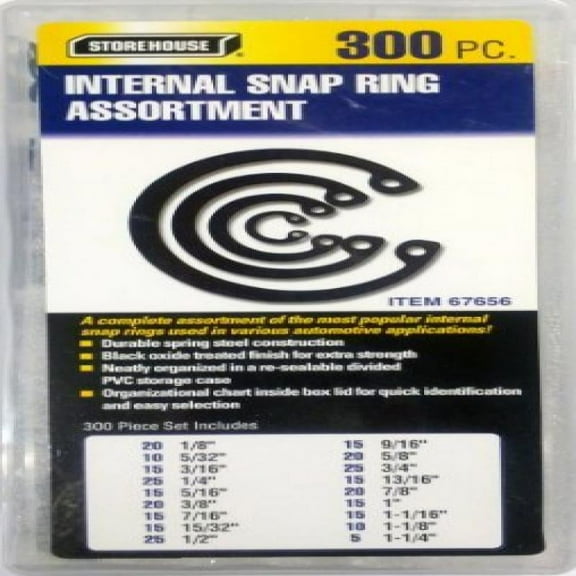 STOREHOUSE
300 PC.
INTERNAL SNAP RING
ASSORTMENT
ITEM 67656
A complete assortment of the most popular internal
snap rings used in various automotive applications!
Durable spring steel construction
Black oxide treated finish for extra strength
Neatly organized in a re-sealable divided
PVC storage case
Organizational chart inside box lid for quick identification
and easy selection
300 Piece Set Includes
20 1/8" 15 9/16"
10 5/32" 20 5/8"
15 3/16" 25 3/4"
25 1/4" 15 13/16"
15 5/16" 20 7/8"
20 3/8" 15 1"
15 7/16" 15 1-1/16"
15 15/32" 10 1-1/8"
25 1/2" 5 1-1/4"